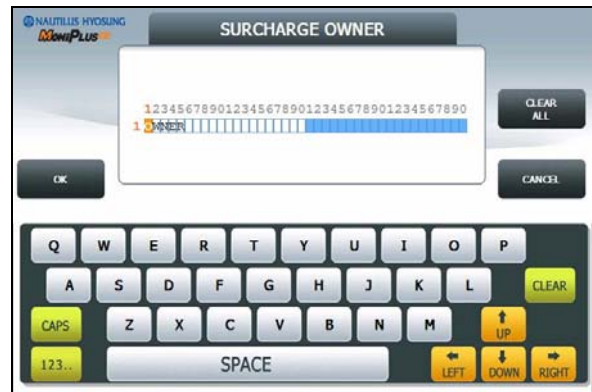 NAUTILUS HYOSUNG
MoniPlus
SURCHARGE OWNER
1234567890123456789012345678901234567890
1 OWNER
CLEAR ALL
OK
CANCEL
Q W E R T Y U I O P
A S D F G H J K L CLEAR
CAPS Z X C V B N M UP
123.. SPACE LEFT DOWN RIGHT